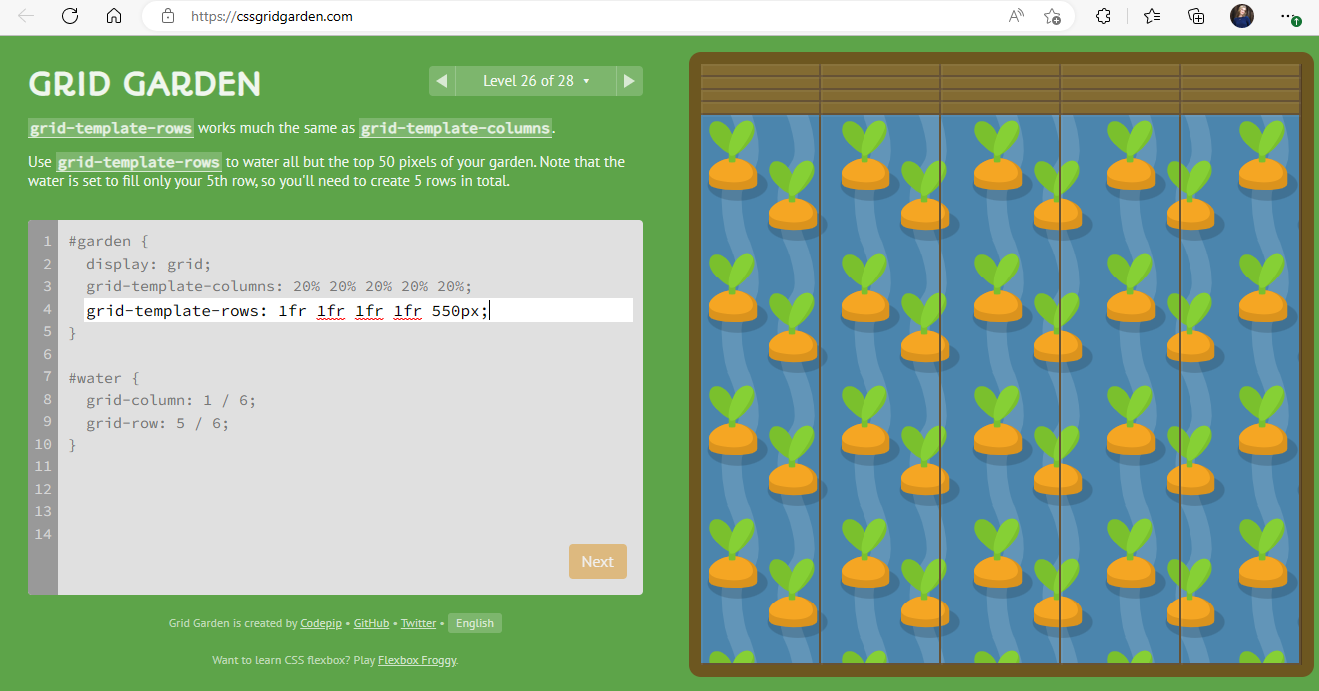 https://cssgridgarden.com
GRID GARDEN
Level 26 of 28
grid-template-rows works much the same as grid-template-columns.
Use grid-template-rows to water all but the top 50 pixels of your garden. Note that the
water is set to fill only your 5th row, so you'll need to create 5 rows in total.
1 #garden {
2 display: grid;
3 grid-template-columns: 20% 20% 20% 20% 20%;
4 grid-template-rows: 1fr 1fr 1fr 1fr 550px;
5 }
6
7 #water {
8 grid-column: 1 / 6;
9 grid-row: 5 / 6;
10 }
11
12
13
14
Next
Grid Garden is created by Codepip • GitHub • Twitter • English
Want to learn CSS flexbox? Play Flexbox Froggy.